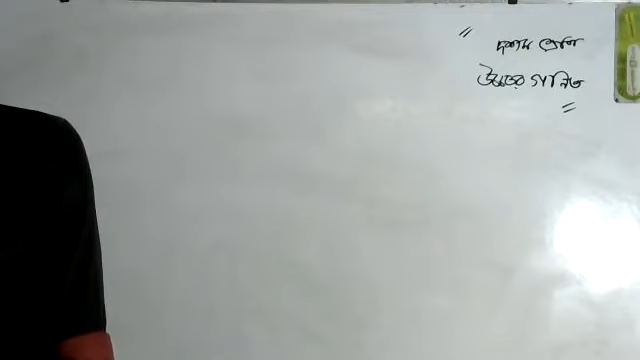 " দশম শ্রেণি
উচ্চতর গণিত "